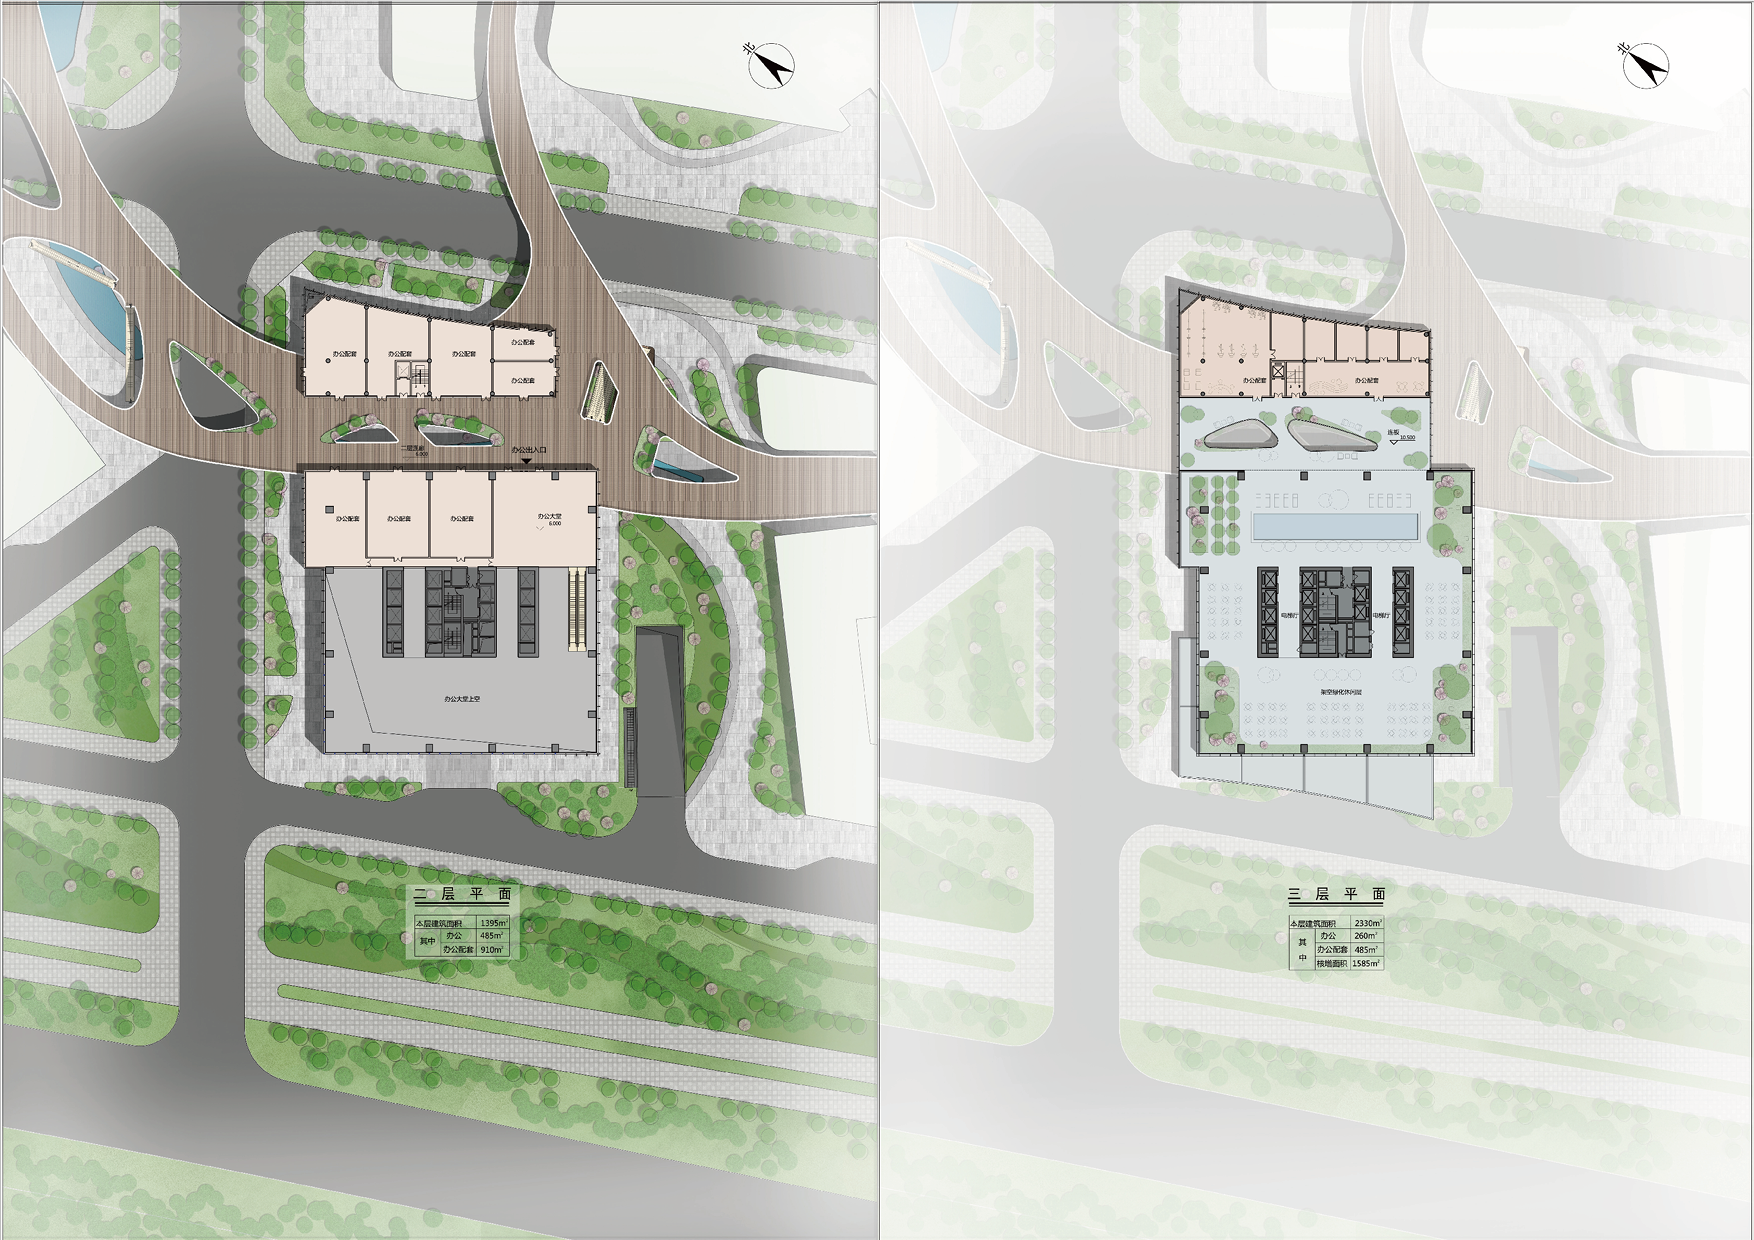 北
办公配套
办公配套
办公配套
办公配套
办公配套
二层连廊
6.000
办公出入口
办公配套
办公配套
办公配套
办公大堂
6.000
办公大堂上空
二层平面
本层建筑面积 1395m²
其中 办公 485m²
办公配套 910m²
北
办公配套
办公配套
连板
10.500
电梯厅
电梯厅
架空绿化休闲层
三层平面
本层建筑面积 2330m²
其中 办公 260m²
办公配套 485m²
核增面积 1585m²